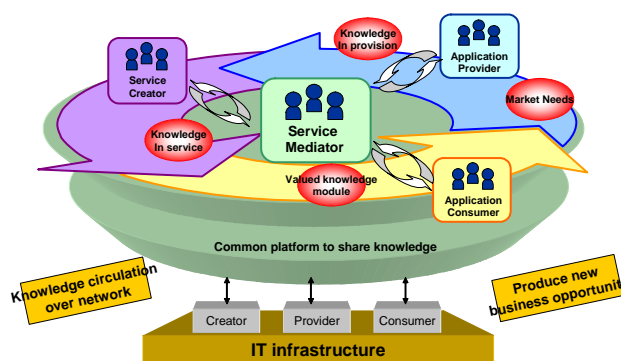 Knowledge
In provision
Application
Provider
Service
Creator
Market Needs
Knowledge
In service
Service
Mediator
Valued knowledge
module
Application
Consumer
Common platform to share knowledge
Knowledge circulation
over network
Produce new
business opportunit
Creator
Provider
Consumer
IT infrastructure